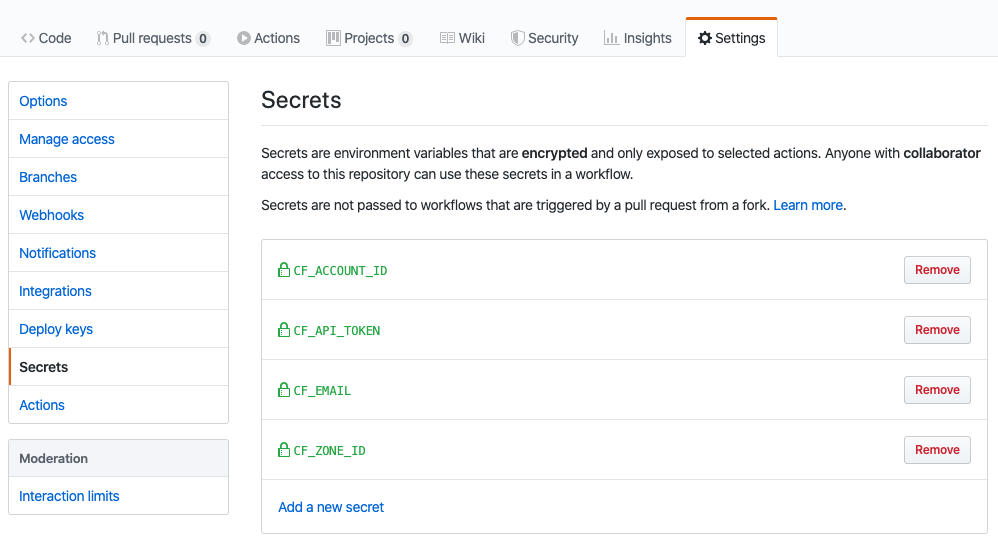 Code Pull requests 0 Actions Projects 0 Wiki Security Insights Settings
Options
Manage access
Branches
Webhooks
Notifications
Integrations
Deploy keys
Secrets
Actions
Moderation
Interaction limits
Secrets
Secrets are environment variables that are encrypted and only exposed to selected actions. Anyone with collaborator
access to this repository can use these secrets in a workflow.
Secrets are not passed to workflows that are triggered by a pull request from a fork. Learn more.
CF_ACCOUNT_ID Remove
CF_API_TOKEN Remove
CF_EMAIL Remove
CF_ZONE_ID Remove
Add a new secret